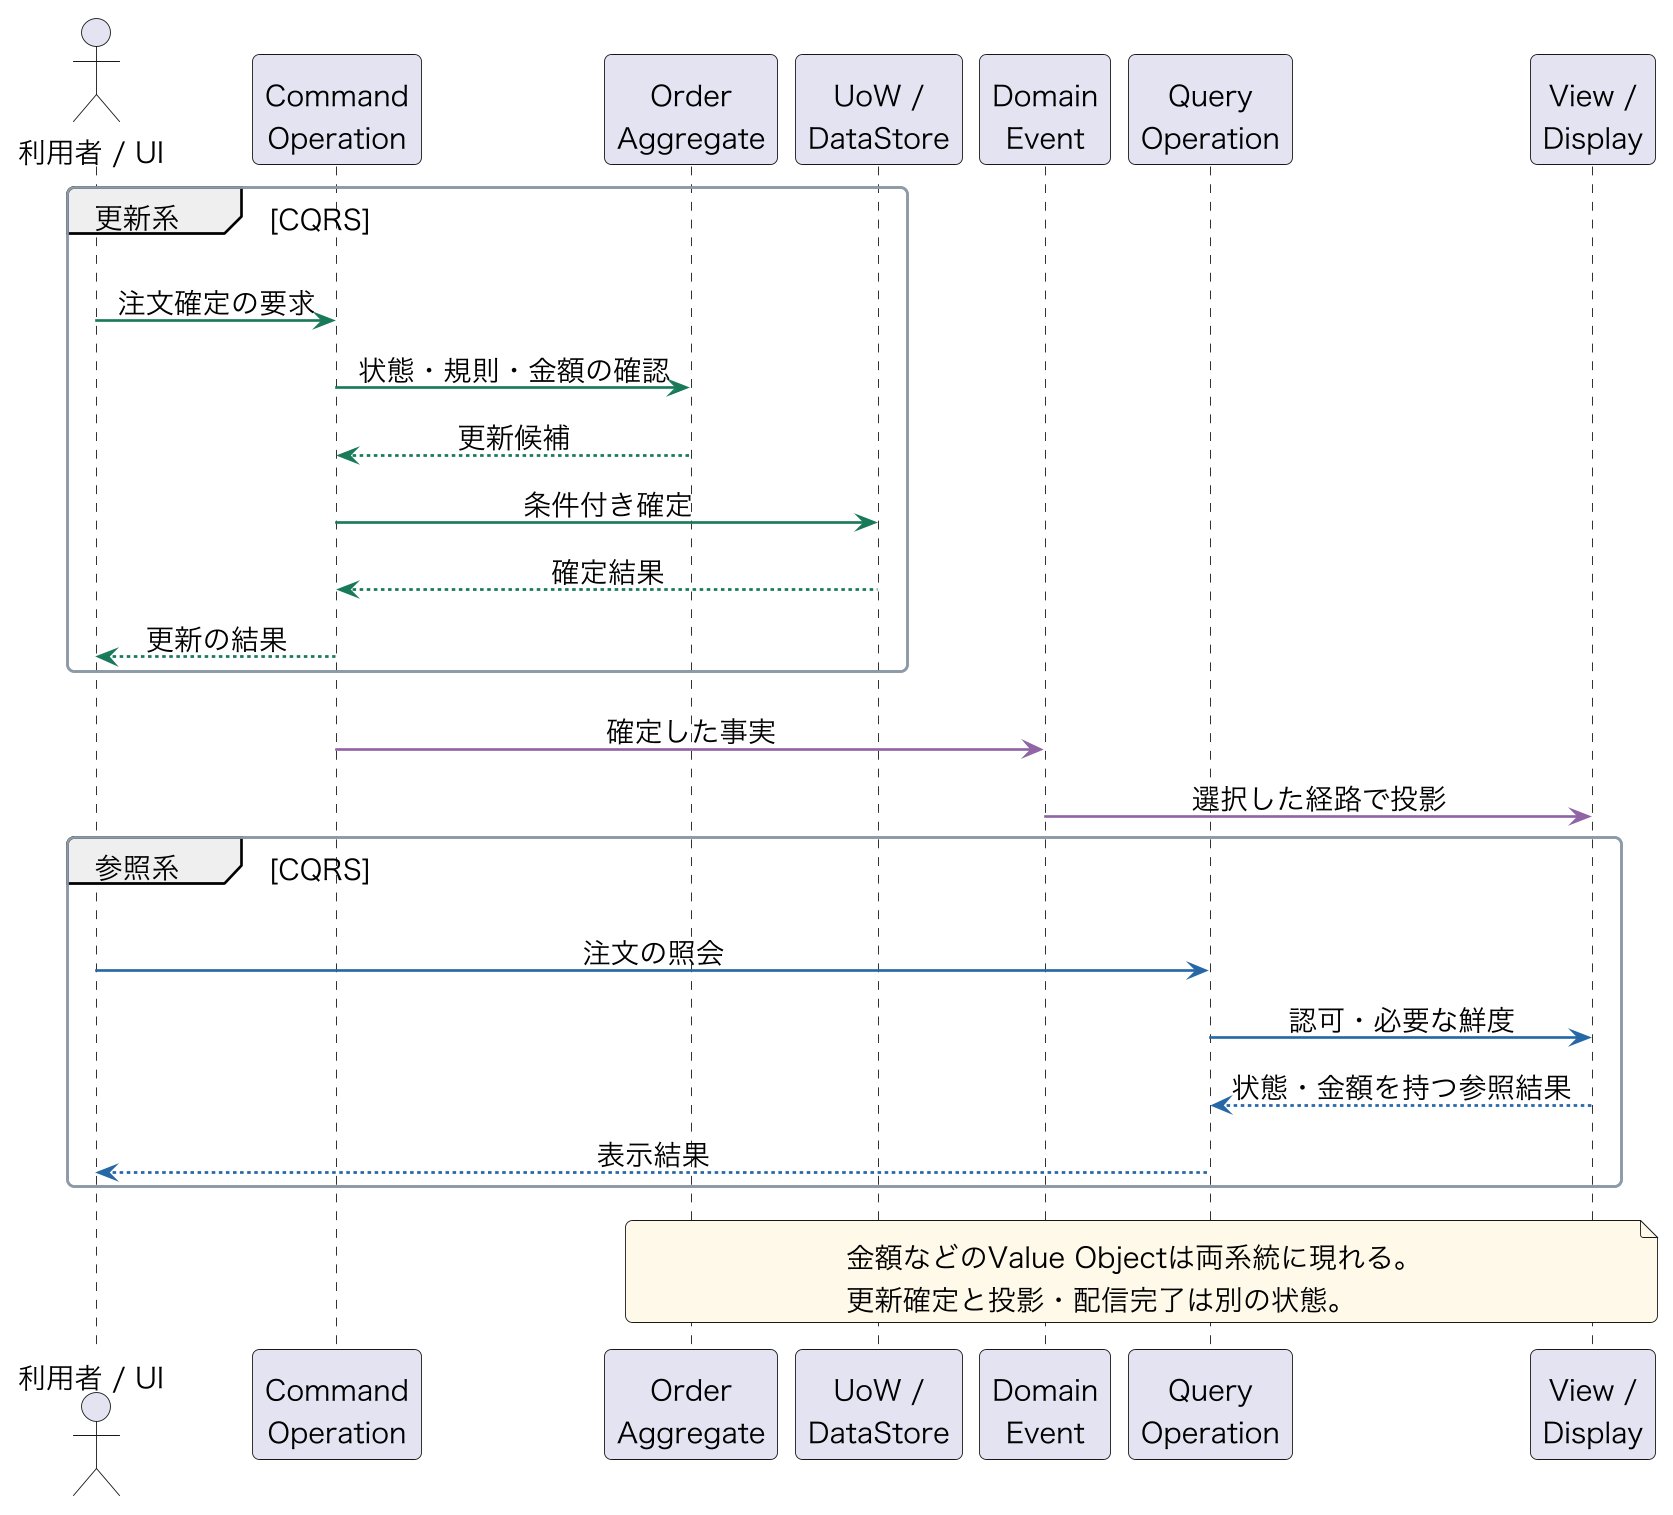 利用者 / UI
Command
Operation
Order
Aggregate
UoW /
DataStore
Domain
Event
Query
Operation
View /
Display
更新系
[CQRS]
注文確定の要求
状態・規則・金額の確認
更新候補
条件付き確定
確定結果
更新の結果
確定した事実
選択した経路で投影
参照系
[CQRS]
注文の照会
認可・必要な鮮度
状態・金額を持つ参照結果
表示結果
金額などのValue Objectは両系統に現れる。
更新確定と投影・配信完了は別の状態。
利用者 / UI
Command
Operation
Order
Aggregate
UoW /
DataStore
Domain
Event
Query
Operation
View /
Display